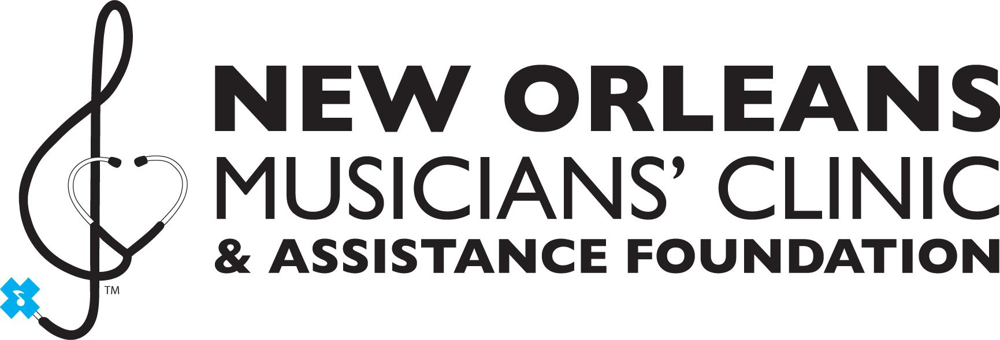 NEW ORLEANS
MUSICIANS’ CLINIC
& ASSISTANCE FOUNDATION
TM